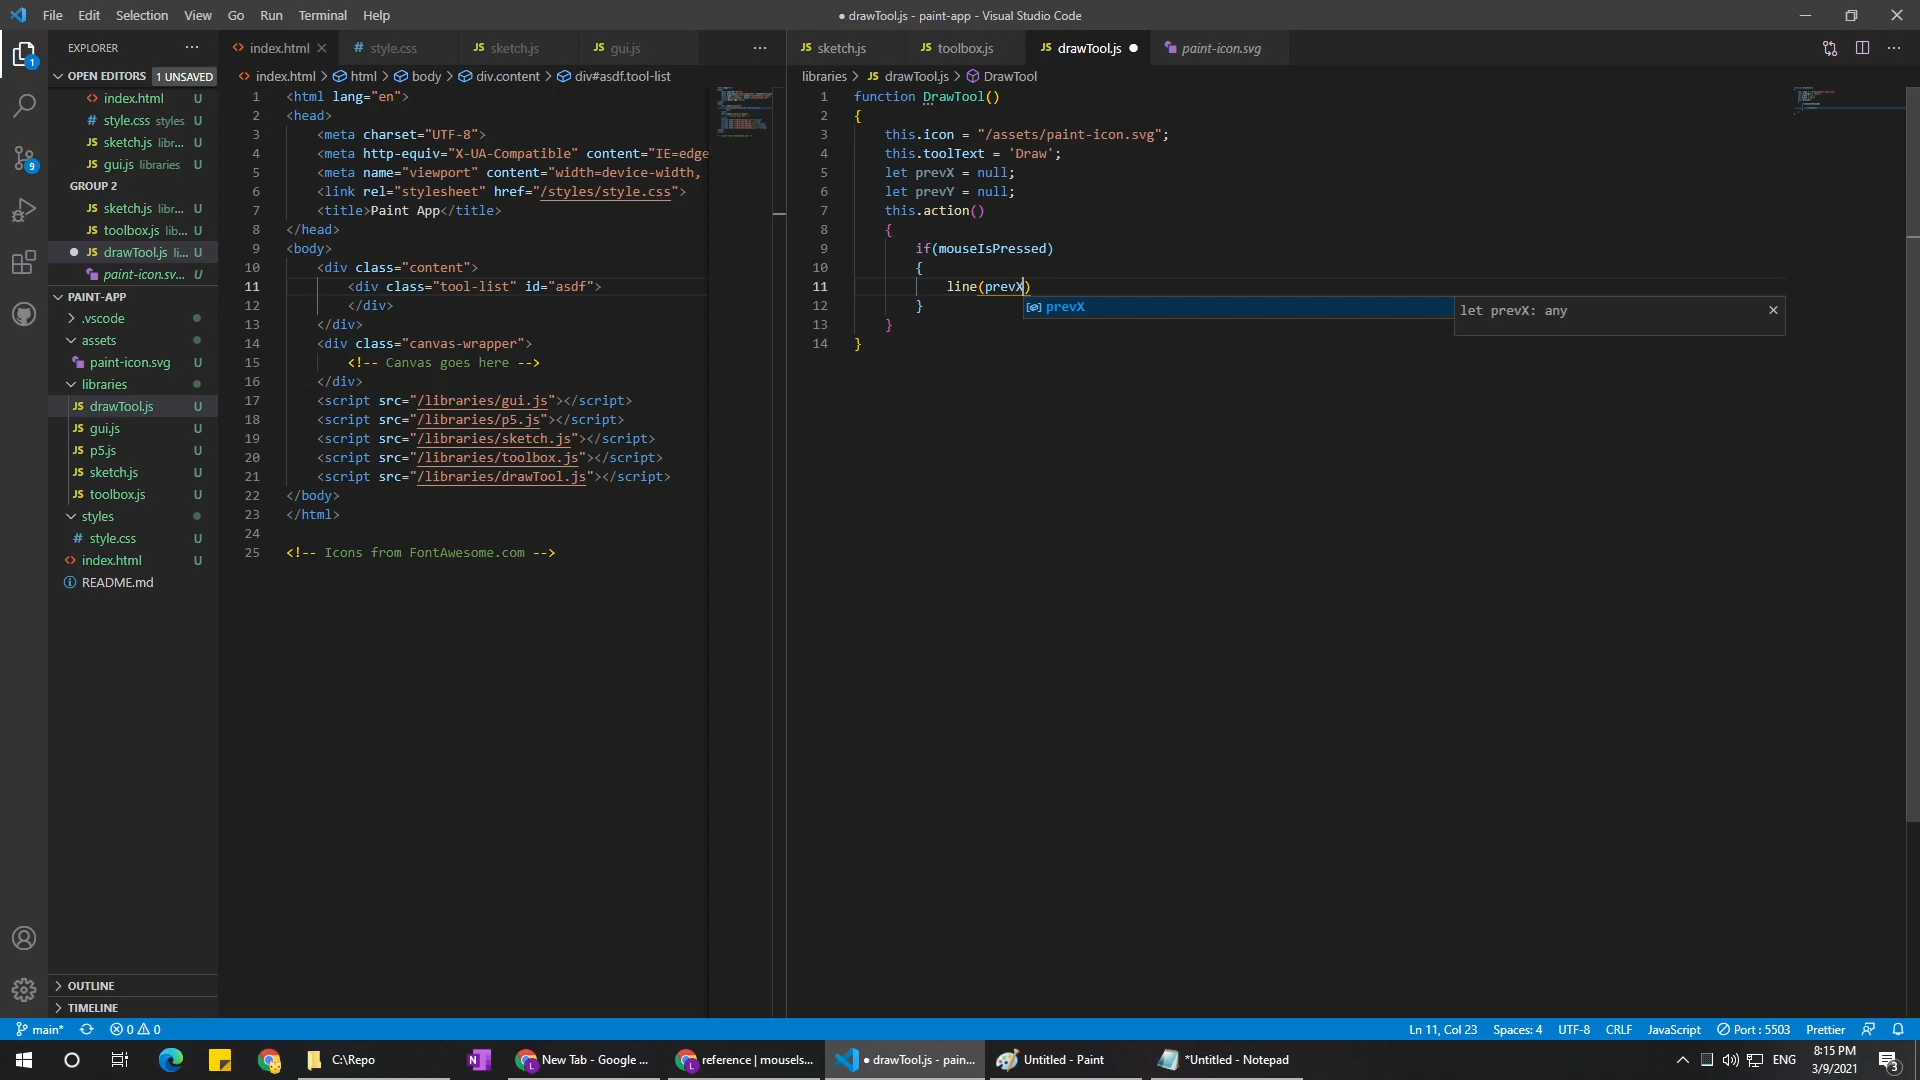 File Edit Selection View Go Run Terminal Help
● drawTool.js - paint-app - Visual Studio Code
EXPLORER
OPEN EDITORS 1 UNSAVED
index.html U
style.css styles U
sketch.js libr... U
gui.js libraries U
GROUP 2
sketch.js libr... U
toolbox.js lib... U
drawTool.js li... U
paint-icon.sv... U
PAINT-APP
.vscode
assets
paint-icon.svg U
libraries
drawTool.js U
gui.js U
p5.js U
sketch.js U
toolbox.js U
styles
style.css U
index.html U
README.md
OUTLINE
TIMELINE
index.html style.css sketch.js gui.js
index.html > html > body > div.content > div#asdf.tool-list
1 <html lang="en">
2 <head>
3 <meta charset="UTF-8">
4 <meta http-equiv="X-UA-Compatible" content="IE=edge
5 <meta name="viewport" content="width=device-width,
6 <link rel="stylesheet" href="/styles/style.css">
7 <title>Paint App</title>
8 </head>
9 <body>
10 <div class="content">
11 <div class="tool-list" id="asdf">
12 </div>
13 </div>
14 <div class="canvas-wrapper">
15 <!-- Canvas goes here -->
16 </div>
17 <script src="/libraries/gui.js"></script>
18 <script src="/libraries/p5.js"></script>
19 <script src="/libraries/sketch.js"></script>
20 <script src="/libraries/toolbox.js"></script>
21 <script src="/libraries/drawTool.js"></script>
22 </body>
23 </html>
24
25 <!-- Icons from FontAwesome.com -->
sketch.js toolbox.js drawTool.js paint-icon.svg
libraries > drawTool.js > DrawTool
1 function DrawTool()
2 {
3 this.icon = "/assets/paint-icon.svg";
4 this.toolText = 'Draw';
5 let prevX = null;
6 let prevY = null;
7 this.action()
8 {
9 if(mouseIsPressed)
10 {
11 line(prevX)
12 }
13 }
14 }
prevX
let prevX: any
main* 0 0
Ln 11, Col 23 Spaces: 4 UTF-8 CRLF JavaScript Port : 5503 Prettier
C:\Repo
New Tab - Google ...
reference | mouseIs...
● drawTool.js - pain...
Untitled - Paint
*Untitled - Notepad
ENG
8:15 PM
3/9/2021